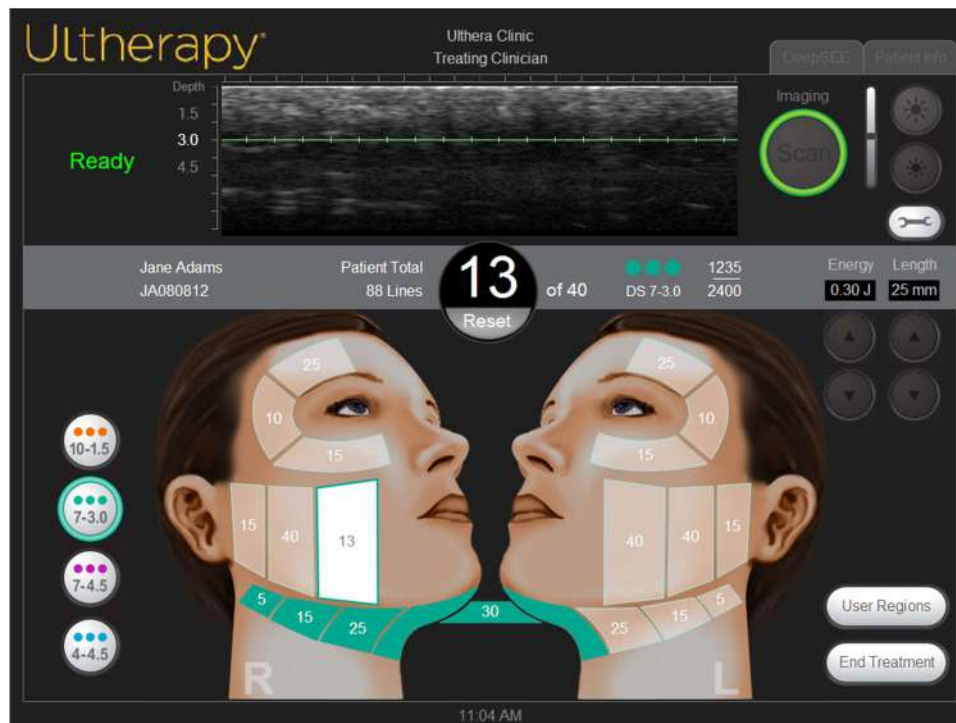 Ultherapy
Ulthera Clinic
Treating Clinician
DeepSEE
Patient Info
Depth
1.5
3.0
4.5
Ready
Imaging
Scan
Jane Adams
JA080812
Patient Total
88 Lines
13
Reset
of 40
DS 7-3.0
1235
2400
Energy
0.30 J
Length
25 mm
25
10
15
25
10
15
10-1.5
7-3.0
7-4.5
4-4.5
15
40
13
40
40
15
5
15
25
30
25
15
5
R
L
User Regions
End Treatment
11:04 AM